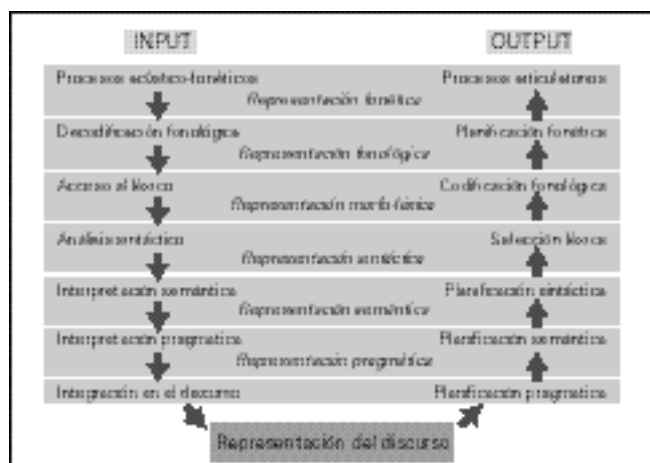 INPUT OUTPUT
Procesos acústico-fonéticos Procesos articulatorios
Representación fonética
Decodificación fonológica Planificación fonética
Representación fonológica
Acceso al léxico Codificación fonológica
Representación morfo-léxica
Análisis sintáctico Selección léxica
Representación sintáctica
Interpretación semántica Planificación sintáctica
Representación semántica
Interpretación pragmatica Planificación semántica
Representación pragmática
Integración en el discurso Planificación pragmatica
Representación del discurso